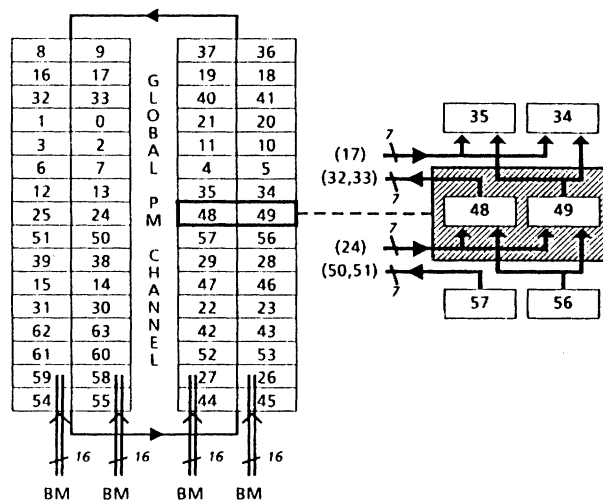 8 9 37 36
16 17 G 19 18
32 33 L 40 41
1 0 O 21 20
3 2 B 11 10
6 7 A 4 5
12 13 L 35 34
25 24 PM 48 49
51 50 57 56
39 38 C 29 28
15 14 H 47 46
31 30 A 22 23
62 63 N 42 43
61 60 N 52 53
59 58 E 27 26
54 55 L 44 45
16 16 16 16
BM BM BM BM
35 34
7
(17)
(32,33)
7
48 49
7
(24)
(50,51)
7
57 56